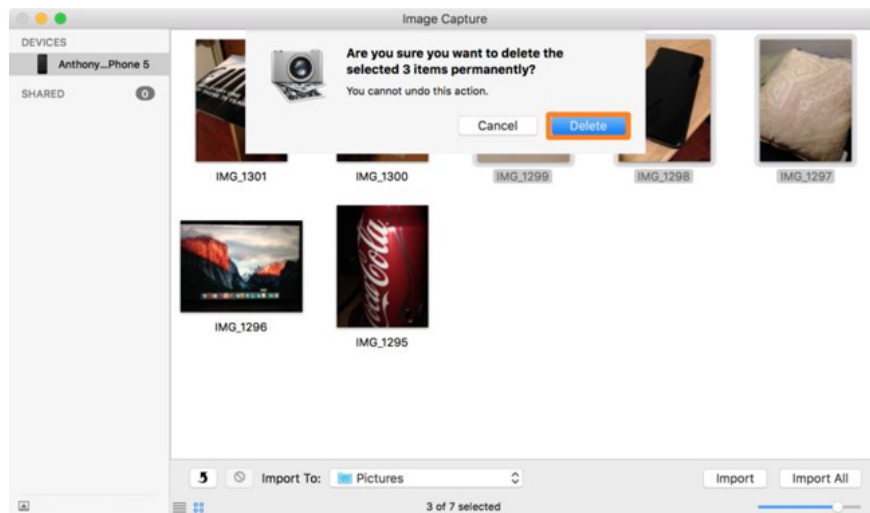 Image Capture
DEVICES
Anthony...Phone 5
SHARED
0
Are you sure you want to delete the
selected 3 items permanently?
You cannot undo this action.
Cancel
Delete
IMG_1301
IMG_1300
IMG_1299
IMG_1298
IMG_1297
Coca-Cola
IMG_1296
IMG_1295
Import To:
Pictures
Import
Import All
3 of 7 selected